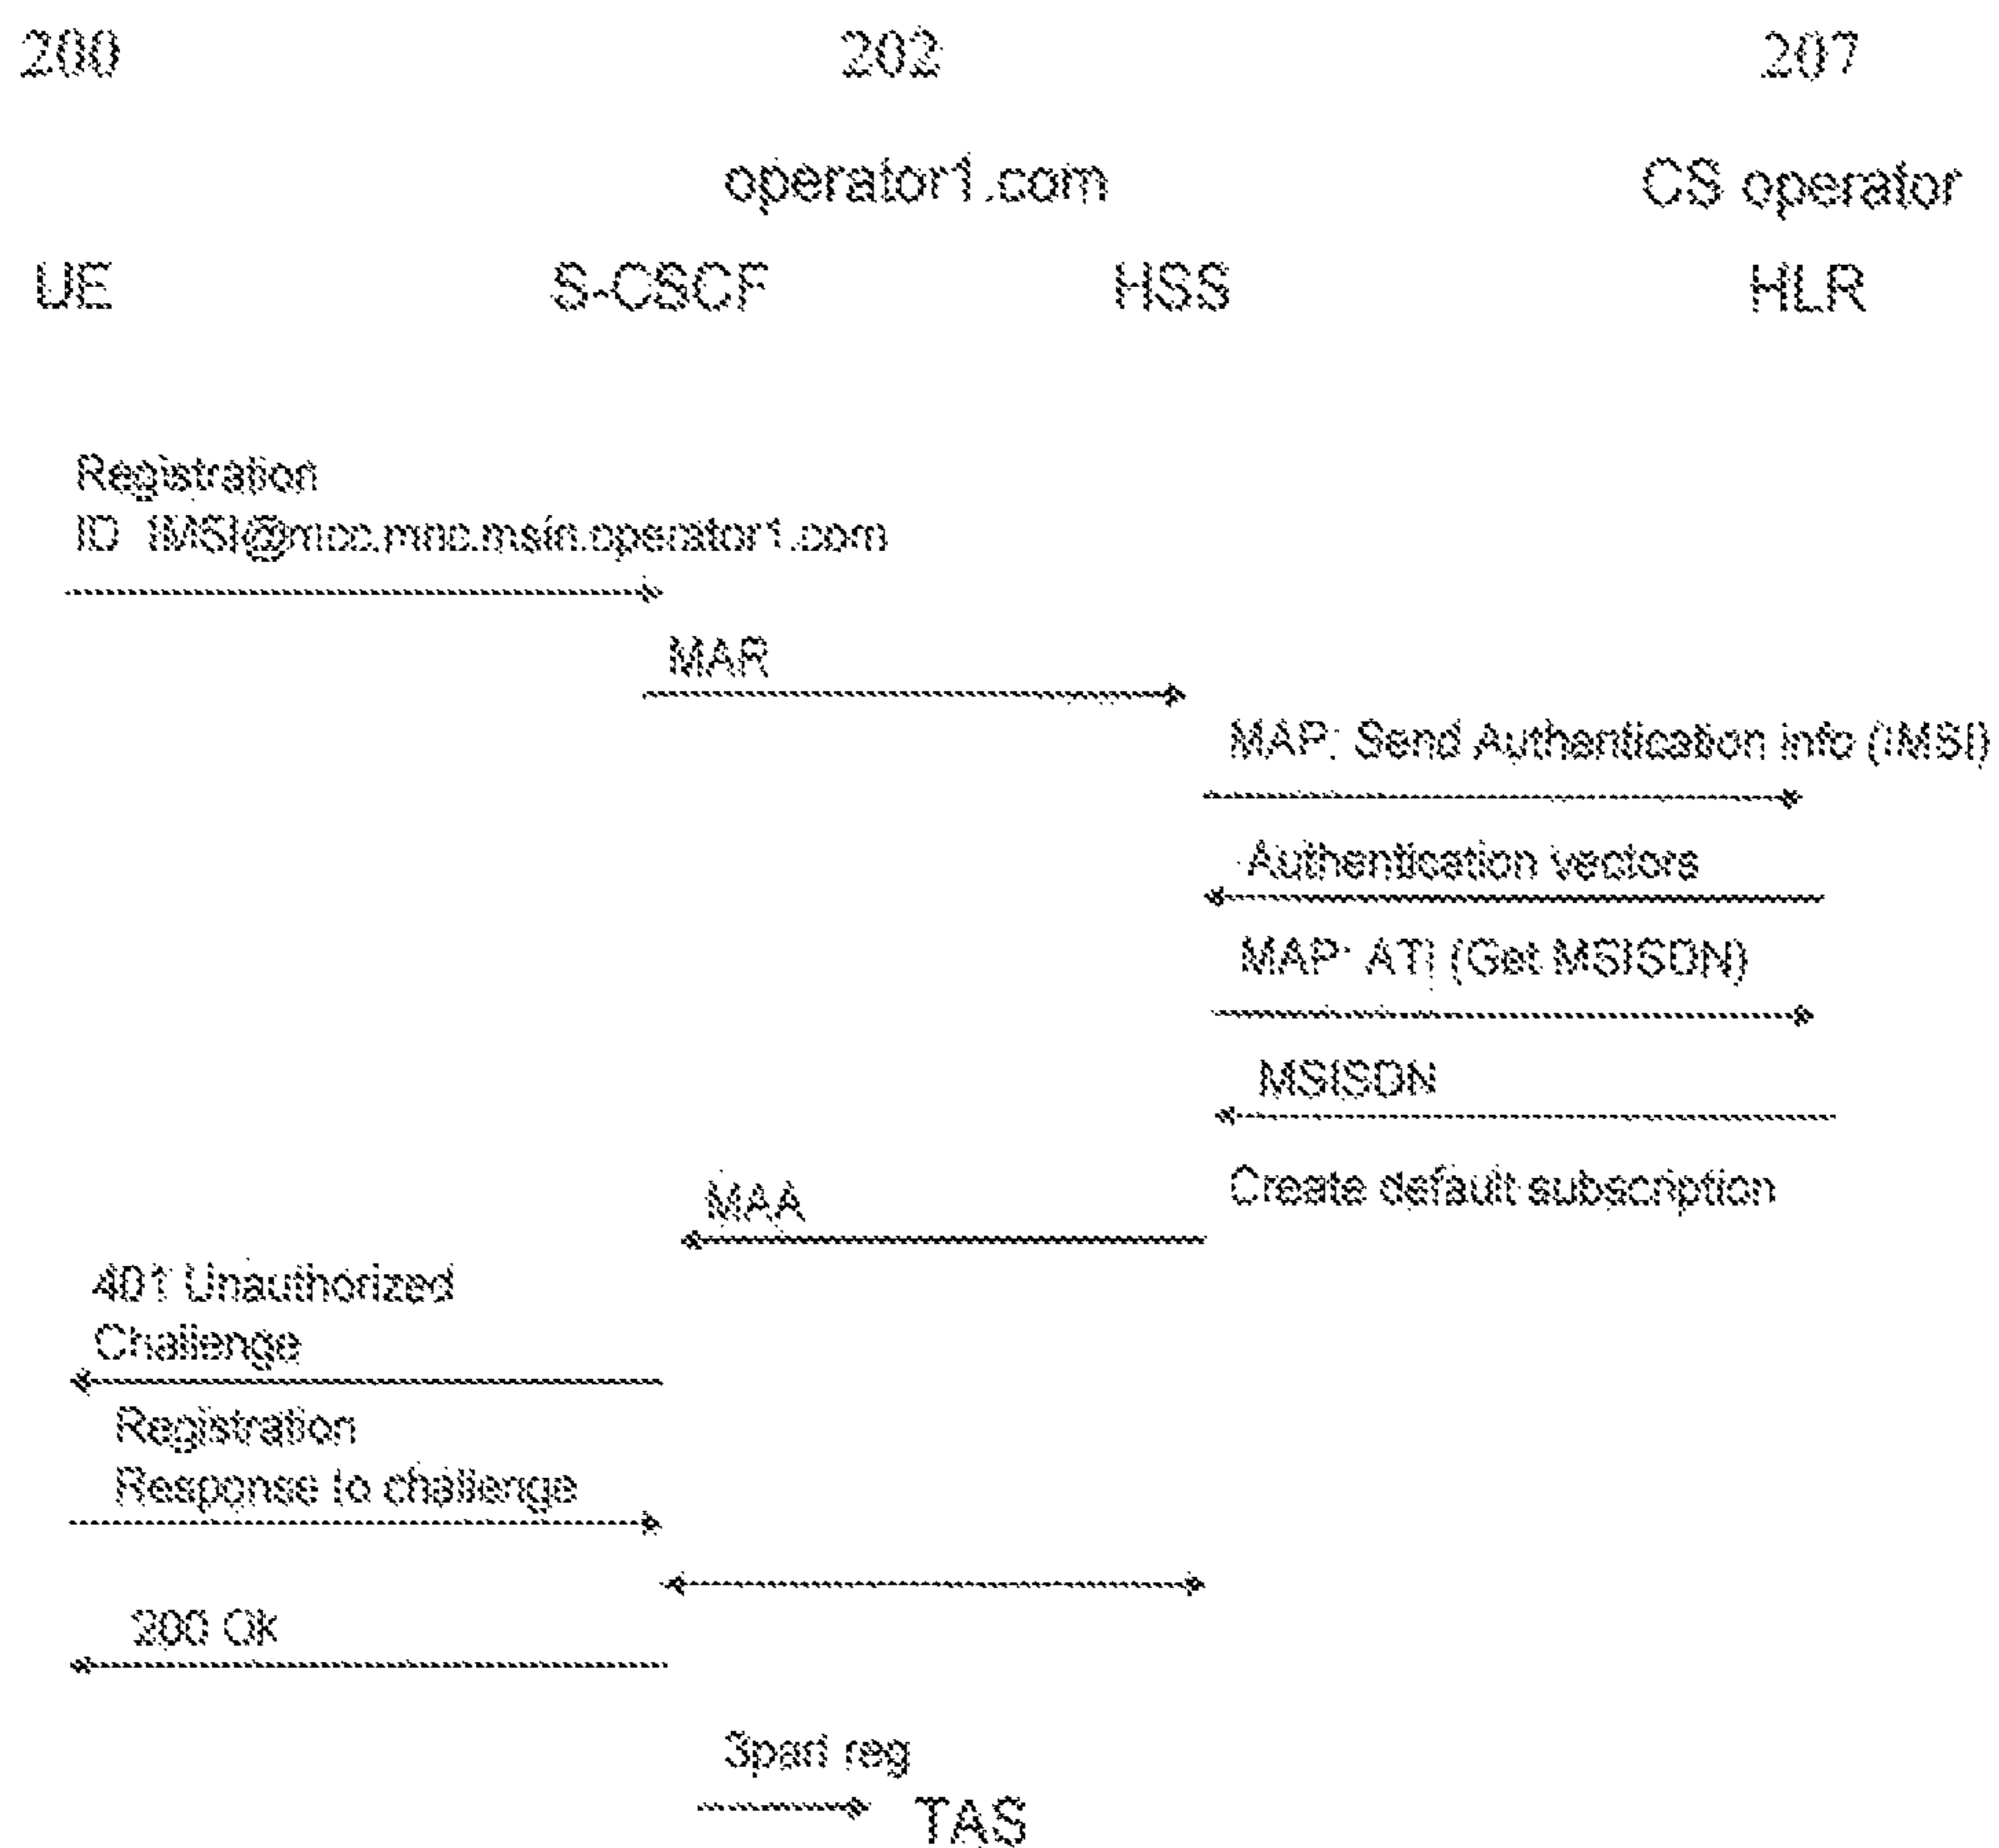 200 202 207
operator1.com CS operator
UE S-CSCF HSS HLR
Registration
ID IMSI@mcc.mnc.msin.operator1.com
MAR
MAP: Send Authentication info (IMSI)
Authentication vectors
MAP: ATI (Get MSISDN)
MSISDN
Create default subscription
MAA
401 Unauthorized
Challenge
Registration
Response to challenge
200 Ok
3part reg
TAS